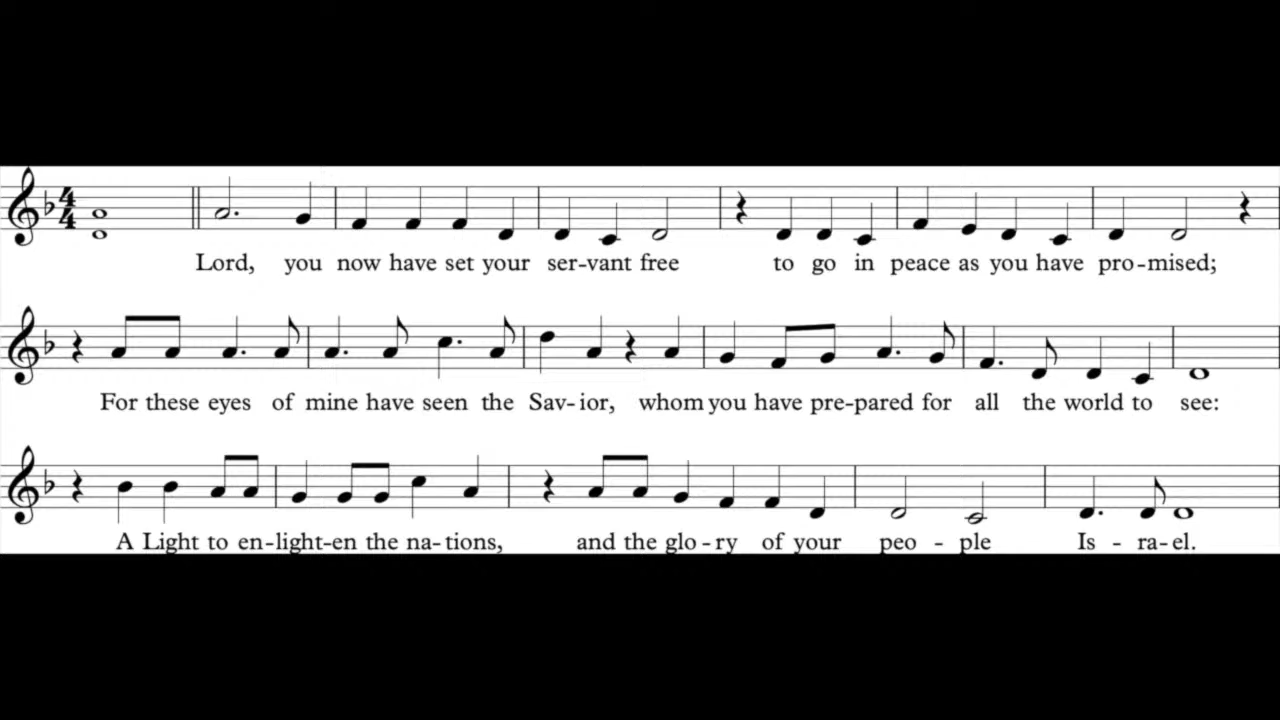 Lord, you now have set your ser-vant free to go in peace as you have pro-mised;
For these eyes of mine have seen the Sav-ior, whom you have pre-pared for all the world to see:
A Light to en-light-en the na-tions, and the glo-ry of your peo-ple Is-ra-el.